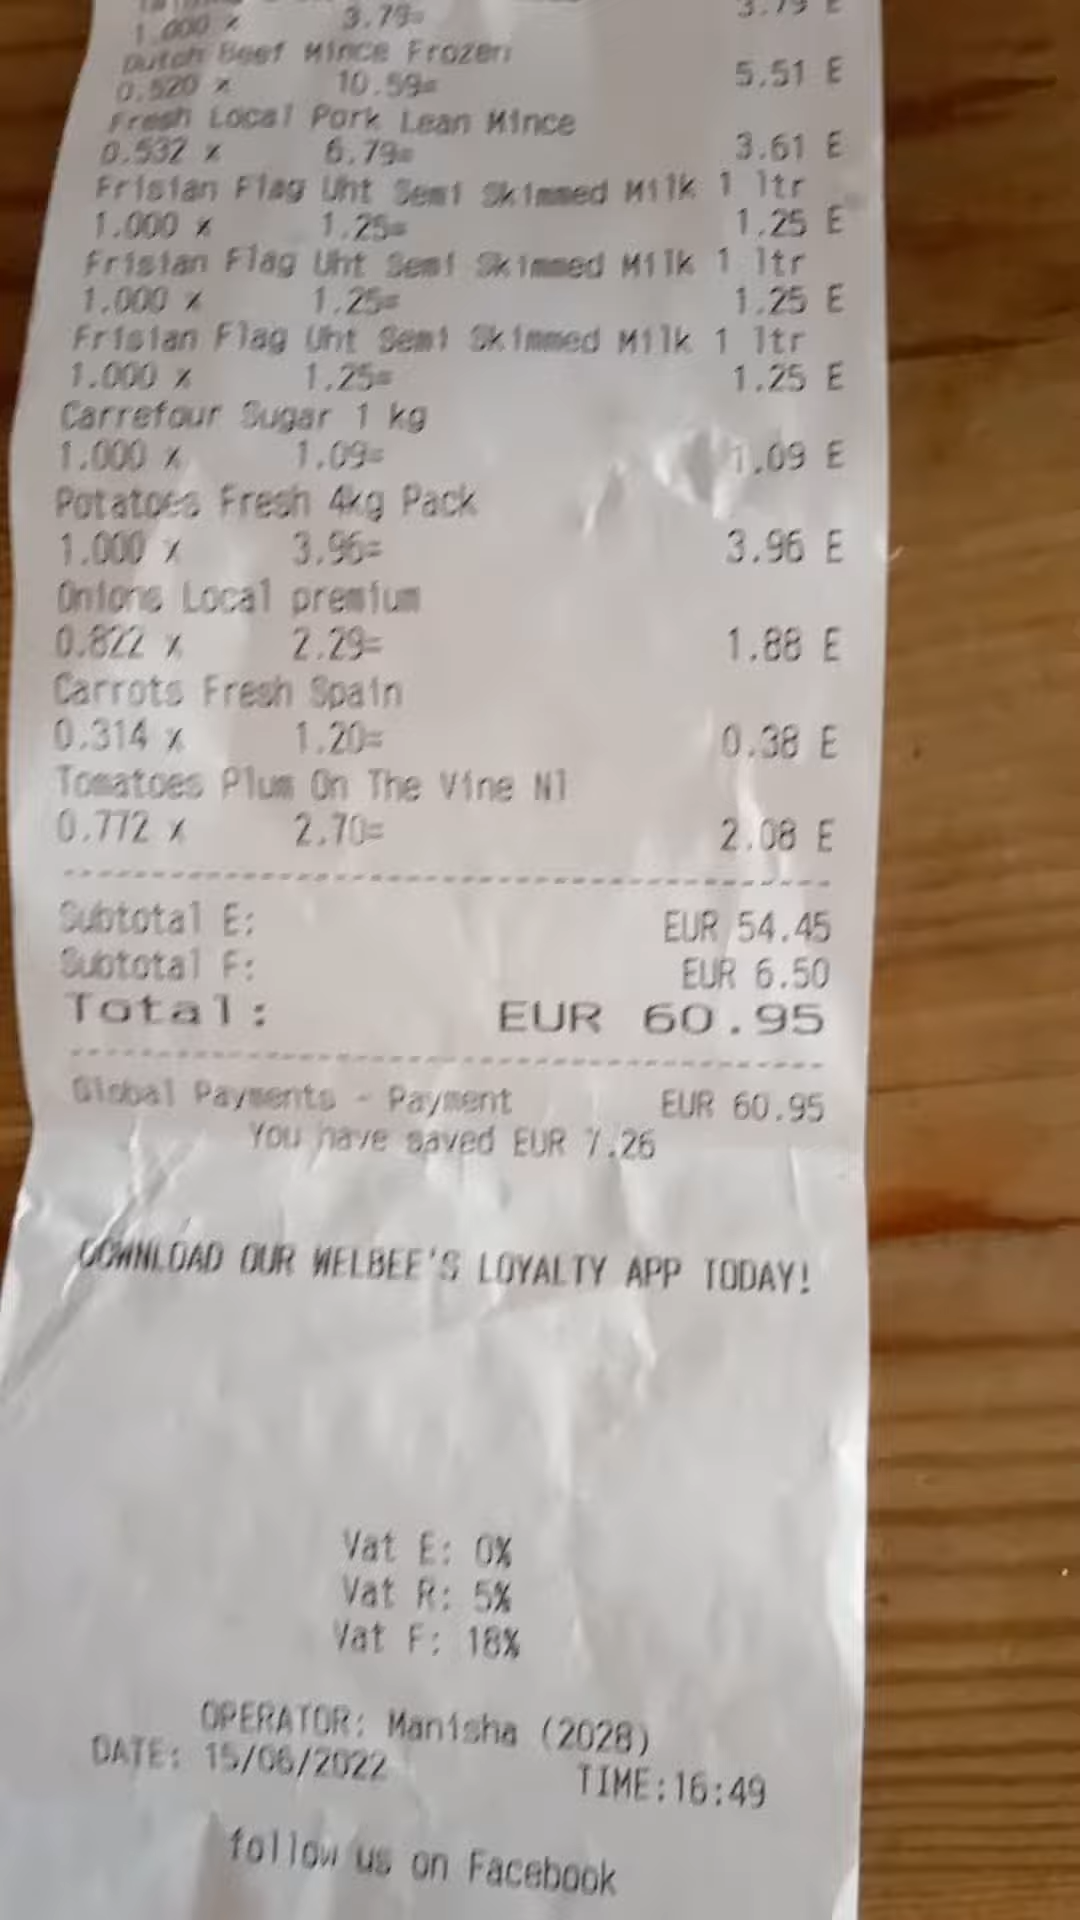 1.000 x 3.79= 3.79 E
Dutch Beef Mince Frozen
0.520 x 10.59= 5.51 E
Fresh Local Pork Lean Mince
0.532 x 6.79= 3.61 E
Frisian Flag Uht Semi Skimmed Milk 1 ltr
1.000 x 1.25= 1.25 E
Frisian Flag Uht Semi Skimmed Milk 1 ltr
1.000 x 1.25= 1.25 E
Frisian Flag Uht Semi Skimmed Milk 1 ltr
1.000 x 1.25= 1.25 E
Carrefour Sugar 1 kg
1.000 x 1.09= 1.09 E
Potatoes Fresh 4kg Pack
1.000 x 3.96= 3.96 E
Onions Local premium
0.822 x 2.29= 1.88 E
Carrots Fresh Spain
0.314 x 1.20= 0.38 E
Tomatoes Plum On The Vine Nl
0.772 x 2.70= 2.08 E
Subtotal E: EUR 54.45
Subtotal F: EUR 6.50
Total: EUR 60.95
Global Payments - Payment EUR 60.95
You have saved EUR 7.26
DOWNLOAD OUR WELBEE'S LOYALTY APP TODAY!
Vat E: 0%
Vat R: 5%
Vat F: 18%
OPERATOR: Manisha (2028)
DATE: 15/06/2022 TIME:16:49
follow us on Facebook